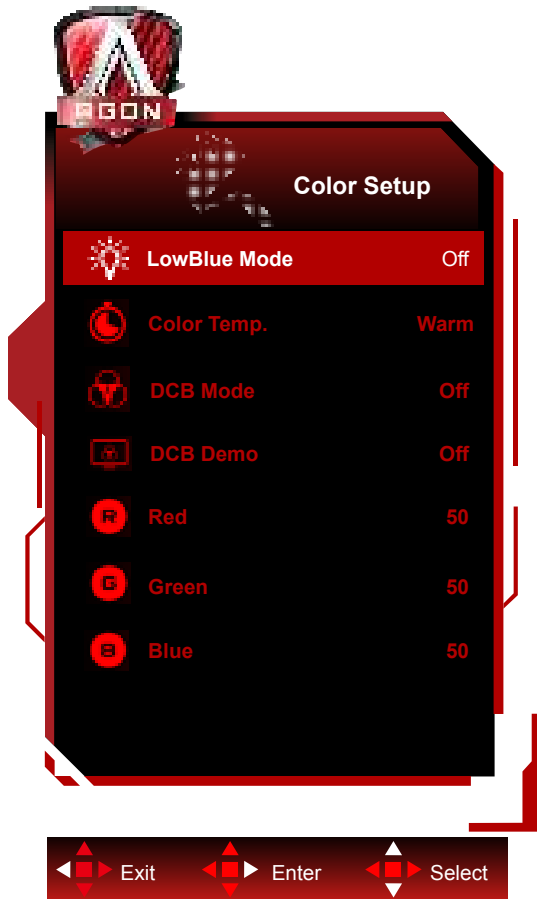 AGON
Color Setup
LowBlue Mode Off
Color Temp. Warm
DCB Mode Off
DCB Demo Off
R Red 50
G Green 50
B Blue 50
Exit Enter Select